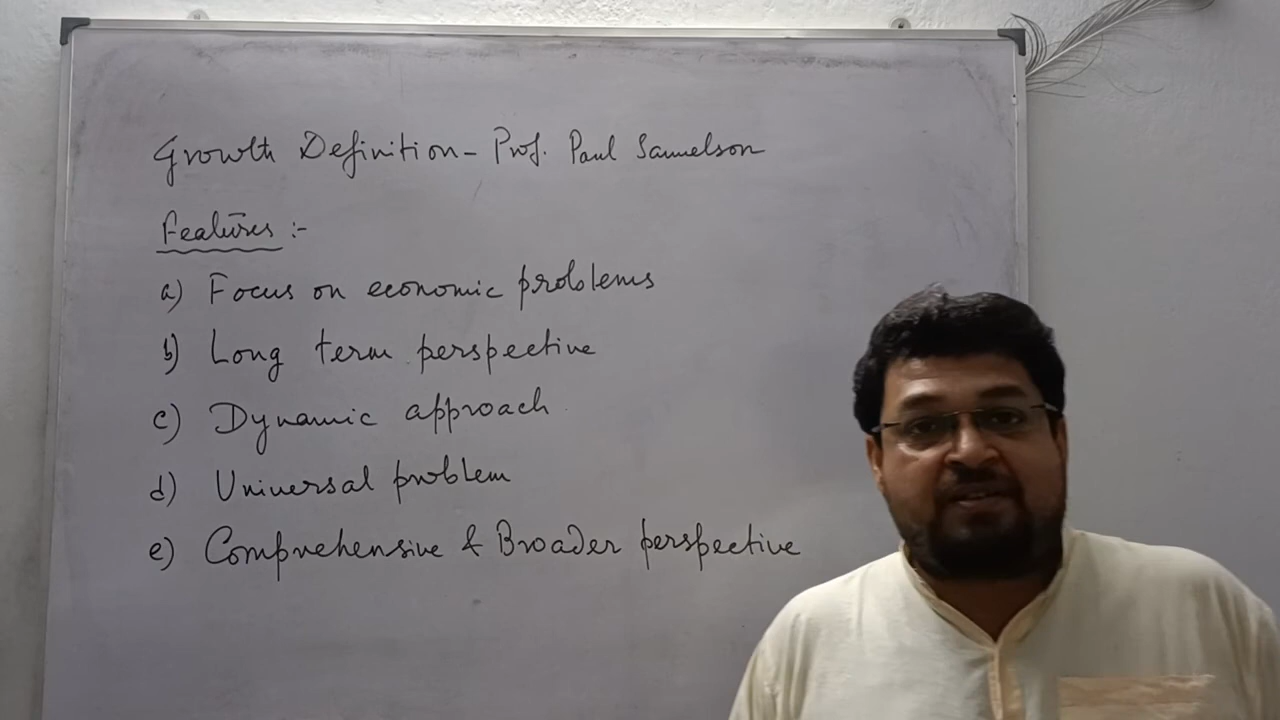 Growth Definition - Prof. Paul Samuelson
Features :-
a) Focus on economic problems
b) Long term perspective
c) Dynamic approach
d) Universal problem
e) Comprehensive & Broader perspective